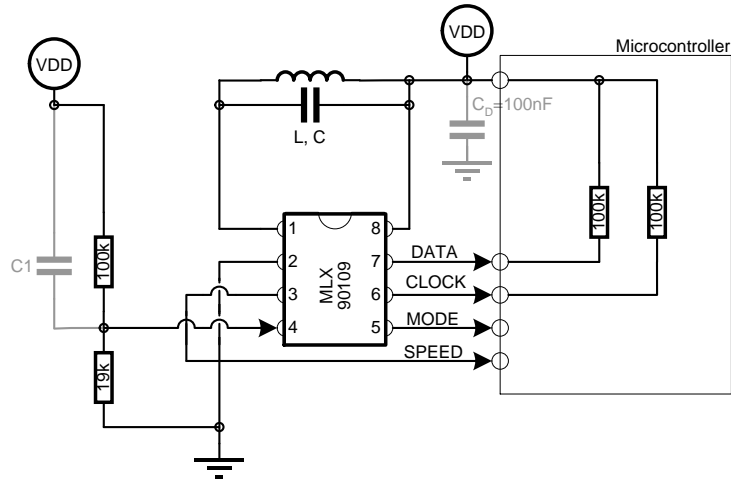 VDD
Microcontroller
VDD
C_D=100nF
L, C
100k
100k
1
8
2
7
DATA
C1
100k
MLX
90109
3
6
CLOCK
4
5
MODE
SPEED
19k